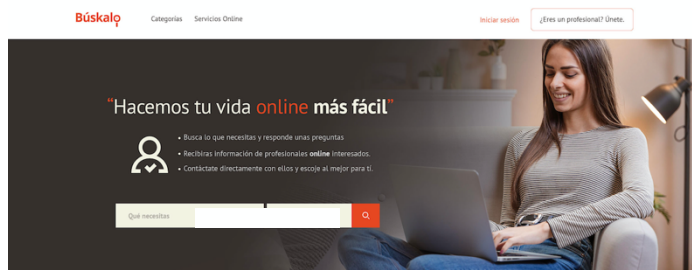 Búskalo
Categorías
Servicios Online
Iniciar sesión
¿Eres un profesional? Únete.
“Hacemos tu vida online más fácil”
• Busca lo que necesitas y responde unas preguntas
• Recibiras información de profesionales online interesados.
• Contáctate directamente con ellos y escoje al mejor para tí.
Qué necesitas